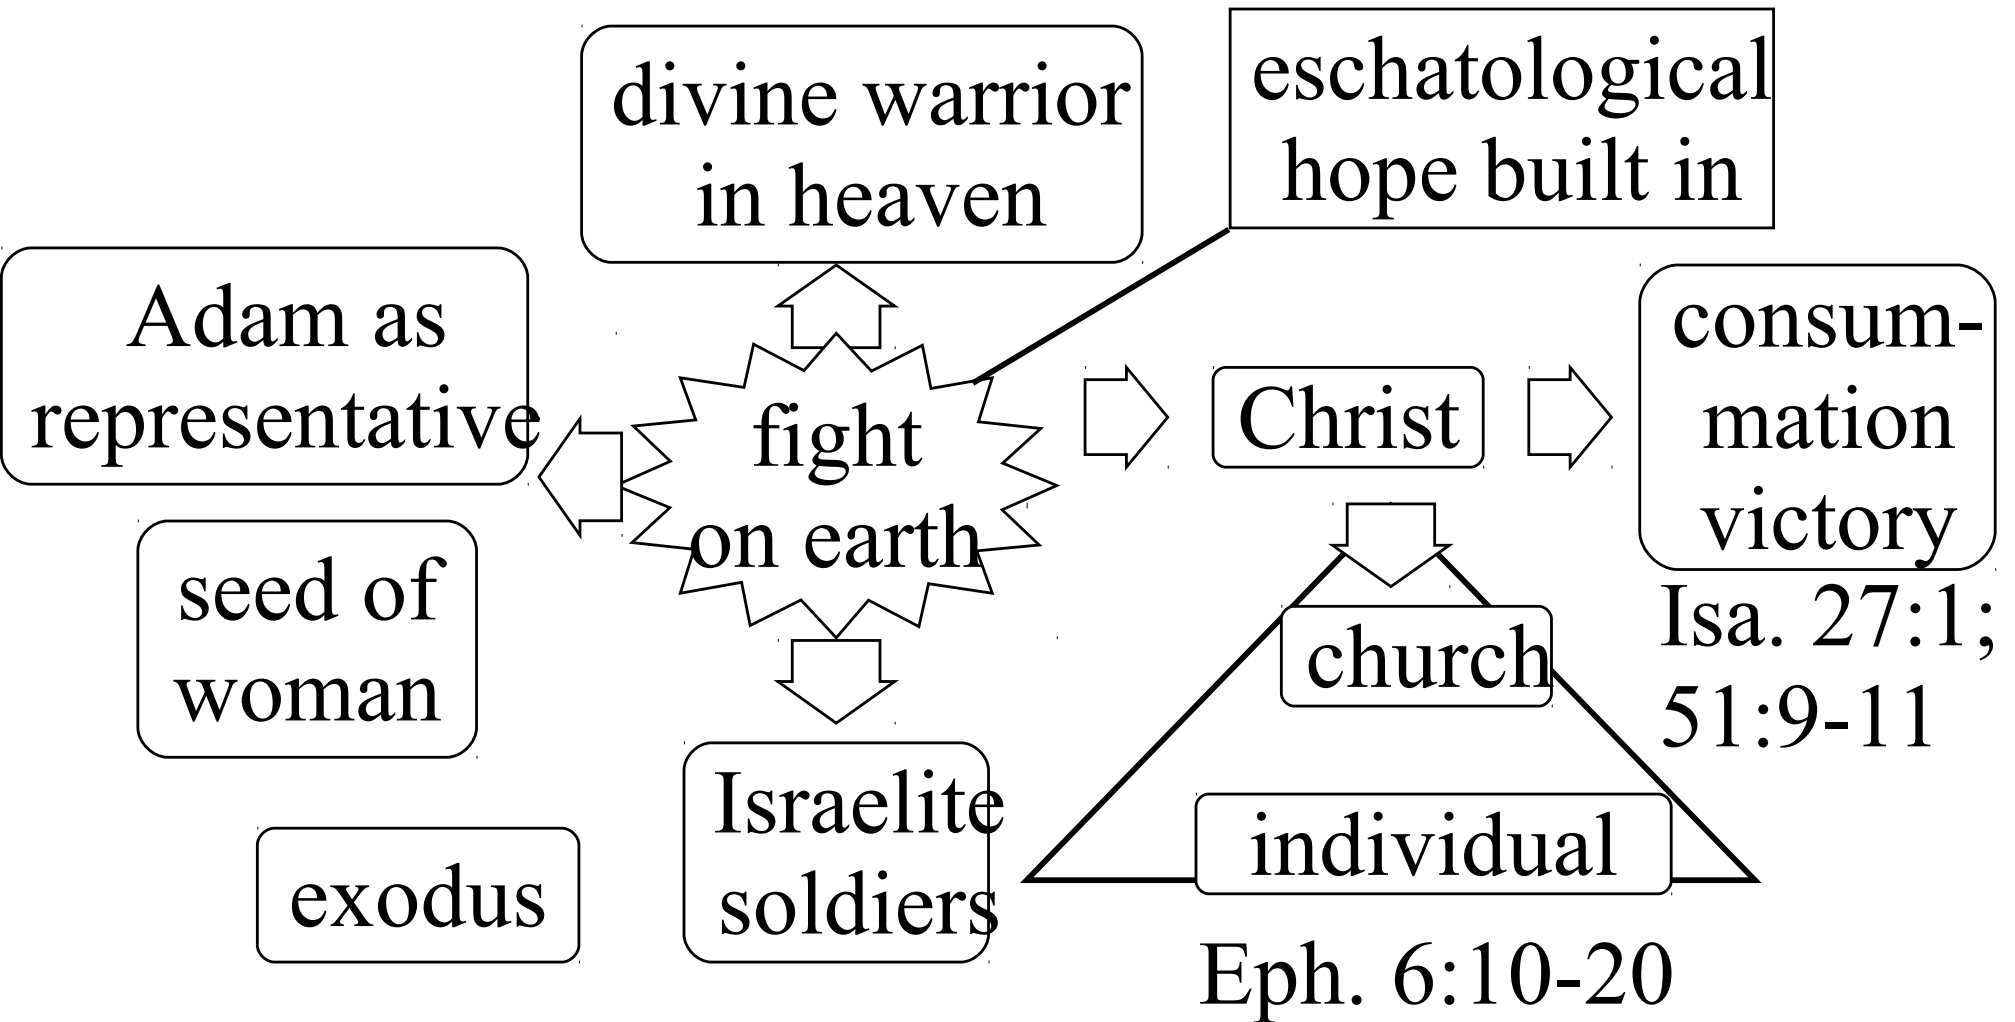 divine warrior
in heaven
eschatological
hope built in
Adam as
representative
fight
on earth
Christ
consum-
mation
victory
Isa. 27:1;
51:9-11
seed of
woman
church
Israelite
soldiers
individual
exodus
Eph. 6:10-20